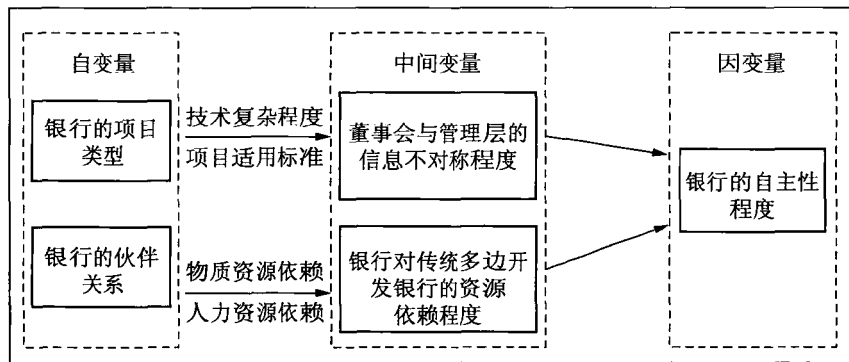 自变量
中间变量
因变量
银行的项目
类型
技术复杂程度
项目适用标准
董事会与管理层的
信息不对称程度
银行的自主性
程度
银行的伙伴
关系
物质资源依赖
人力资源依赖
银行对传统多边开
发银行的资源
依赖程度